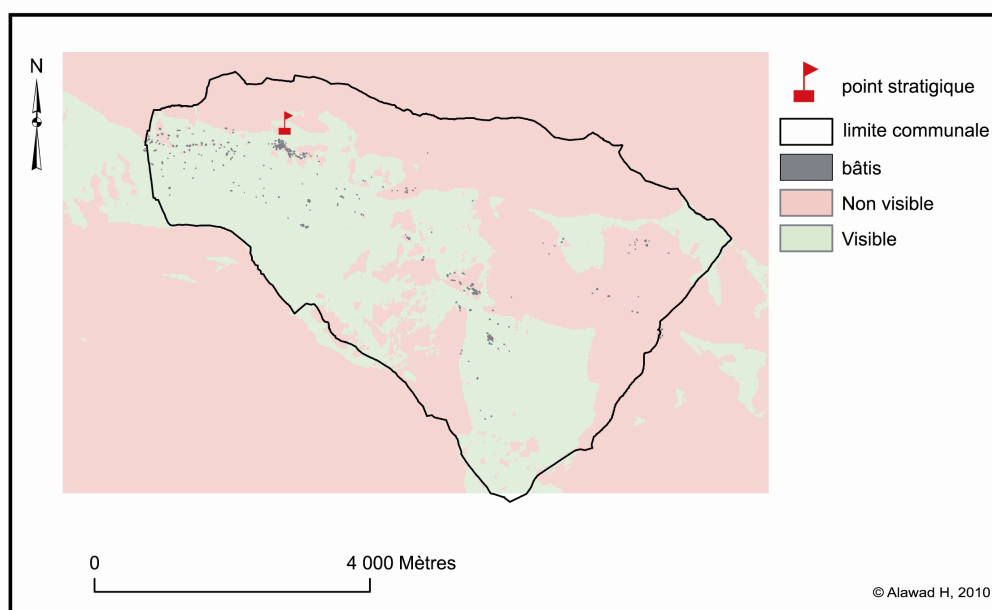 N
point stratigique
limite communale
bâtis
Non visible
Visible
0 4 000 Mètres
© Alawad H, 2010